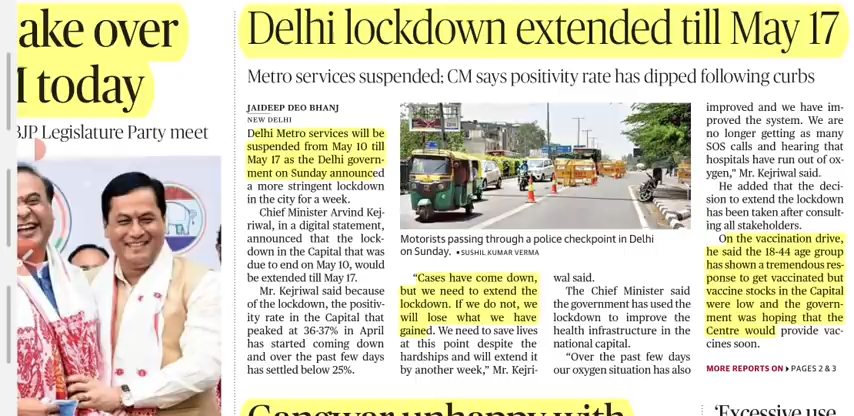 ake over
M today
BJP Legislature Party meet
Delhi lockdown extended till May 17
Metro services suspended; CM says positivity rate has dipped following curbs
JAIDEEP DEO BHANJ
NEW DELHI
Delhi Metro services will be
suspended from May 10 till
May 17 as the Delhi govern-
ment on Sunday announced
a more stringent lockdown
in the city for a week.
Chief Minister Arvind Kej-
riwal, in a digital statement,
announced that the lock-
down in the Capital that was
due to end on May 10, would
be extended till May 17.
Mr. Kejriwal said because
of the lockdown, the positiv-
ity rate in the Capital that
peaked at 36-37% in April
has started coming down
and over the past few days
has settled below 25%.
Motorists passing through a police checkpoint in Delhi
on Sunday. ▪ SUSHIL KUMAR VERMA
“Cases have come down,
but we need to extend the
lockdown. If we do not, we
will lose what we have
gained. We need to save lives
at this point despite the
hardships and will extend it
by another week,” Mr. Kejri-
wal said.
The Chief Minister said
the government has used the
lockdown to improve the
health infrastructure in the
national capital.
“Over the past few days
our oxygen situation has also
improved and we have im-
proved the system. We are
no longer getting as many
SOS calls and hearing that
hospitals have run out of ox-
ygen,” Mr. Kejriwal said.
He added that the deci-
sion to extend the lockdown
has been taken after consult-
ing all stakeholders.
On the vaccination drive,
he said the 18-44 age group
has shown a tremendous res-
ponse to get vaccinated but
vaccine stocks in the Capital
were low and the govern-
ment was hoping that the
Centre would provide vac-
cines soon.
MORE REPORTS ON ▸ PAGES 2 & 3
Gangwar unhappy with
‘Excessive use